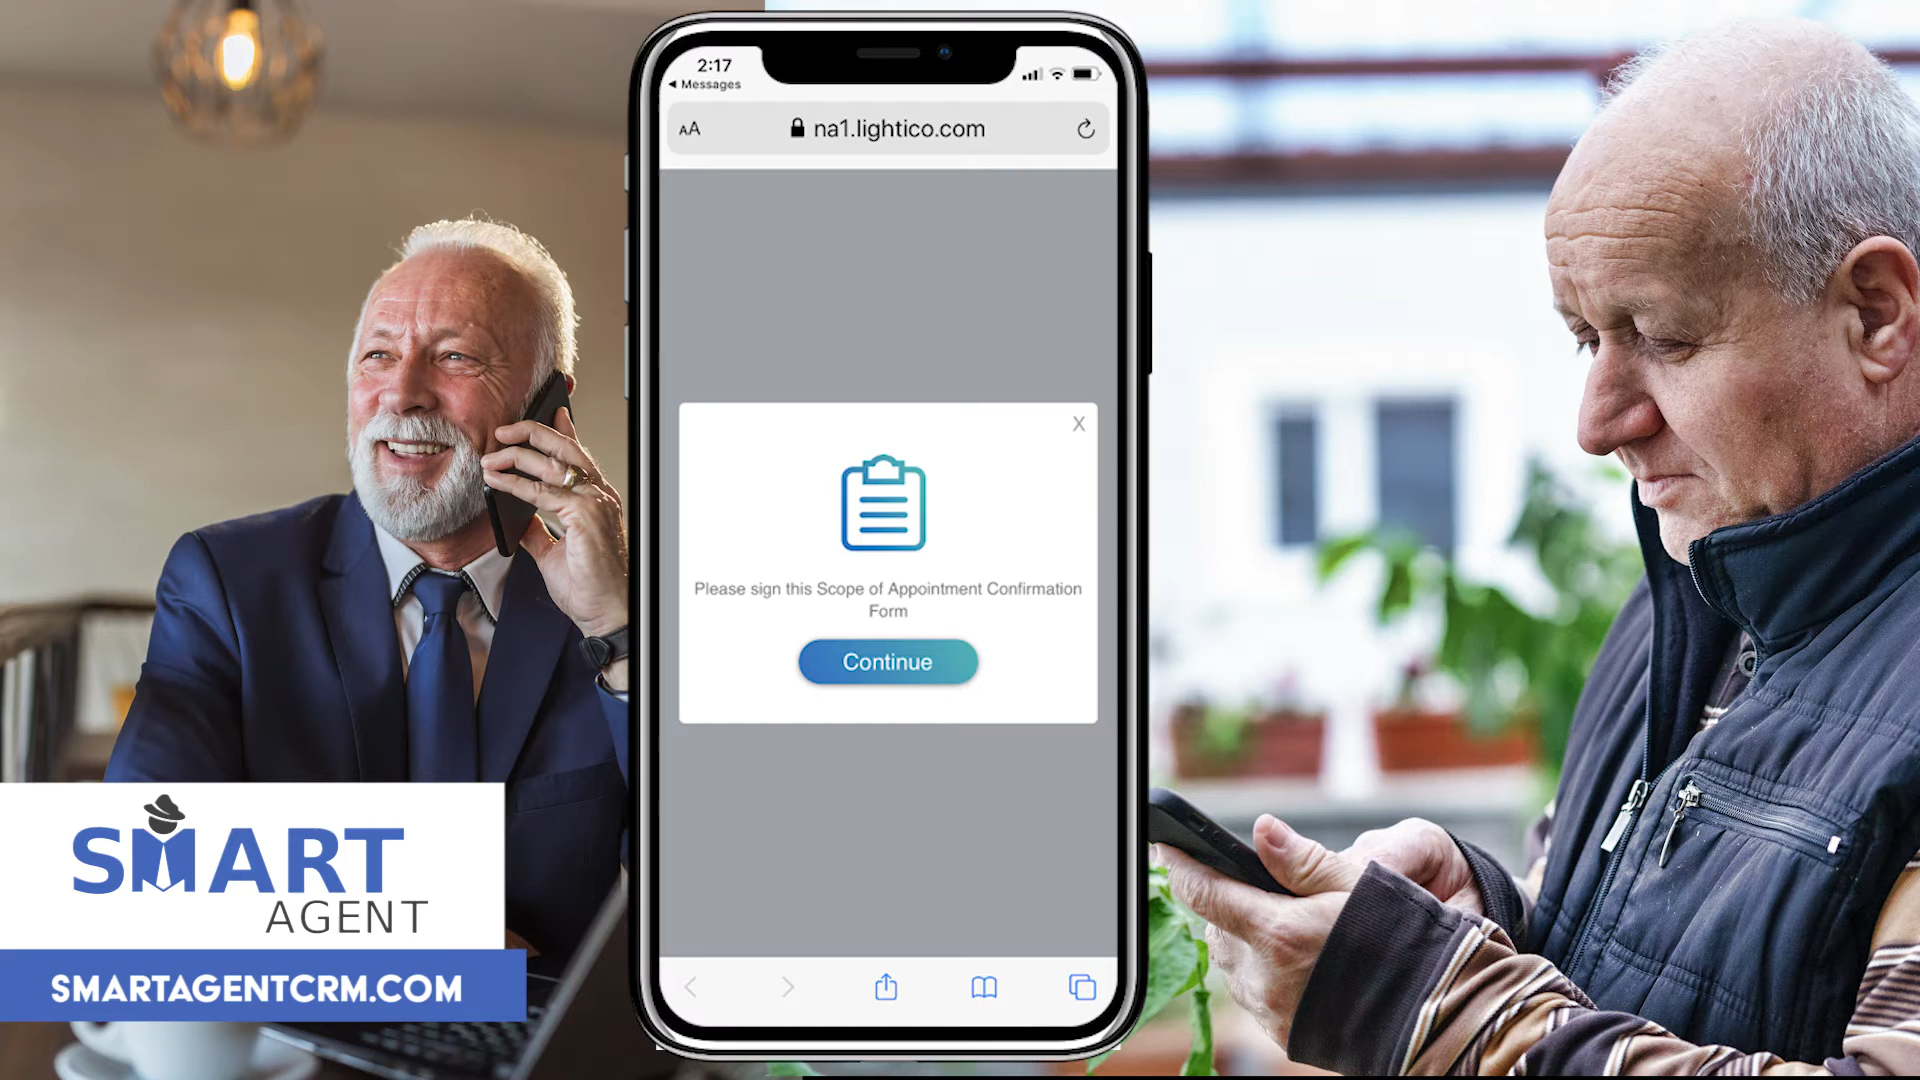 2:17
◀ Messages
AA
na1.lightico.com
X
Please sign this Scope of Appointment Confirmation
Form
Continue
SMART
AGENT
SMARTAGENTCRM.COM